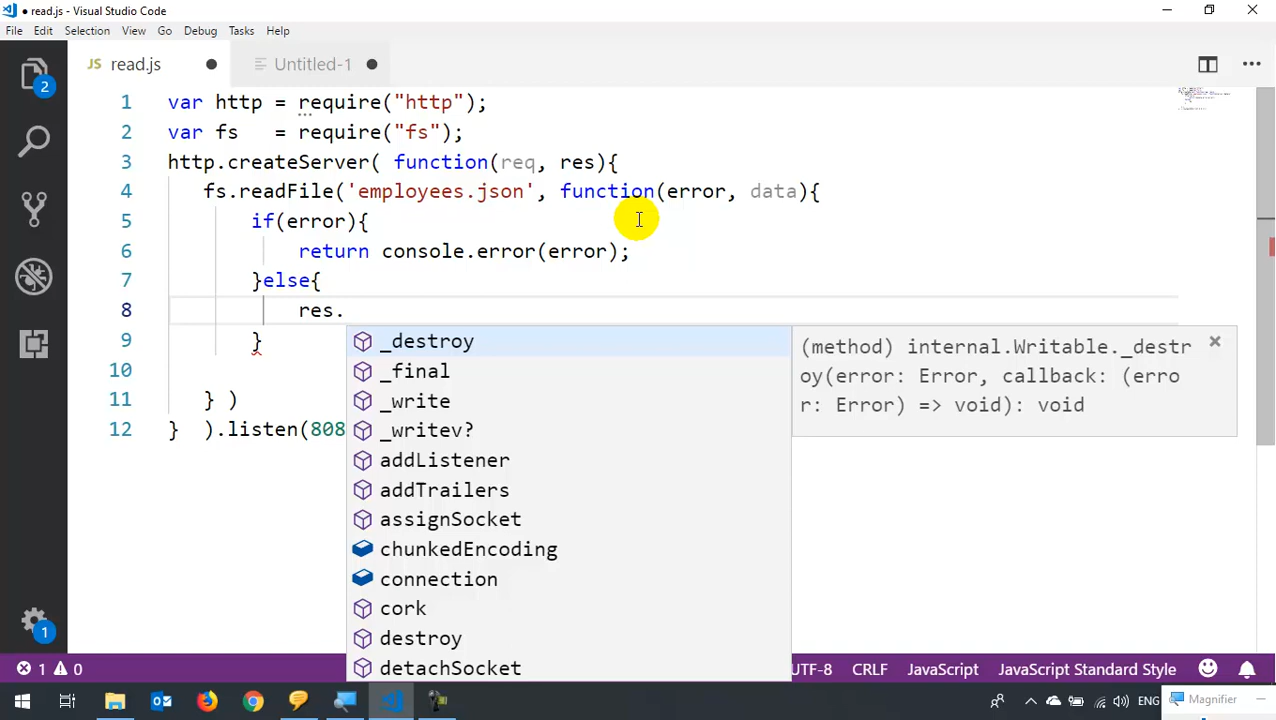 ● read.js - Visual Studio Code
File Edit Selection View Go Debug Tasks Help
JS read.js ● Untitled-1 ●
1 var http = require("http");
2 var fs   = require("fs");
3 http.createServer( function(req, res){
4 fs.readFile('employees.json', function(error, data){
5 if(error){
6 return console.error(error);
7 }else{
8 res.
9 }
10
11 } )
12 }  ).listen(808
_destroy
_final
_write
_writev?
addListener
addTrailers
assignSocket
chunkedEncoding
connection
cork
destroy
detachSocket
(method) internal.Writable._destr
oy(error: Error, callback: (erro
r: Error) => void): void
2
1
1 0 UTF-8 CRLF JavaScript JavaScript Standard Style
ENG Magnifier